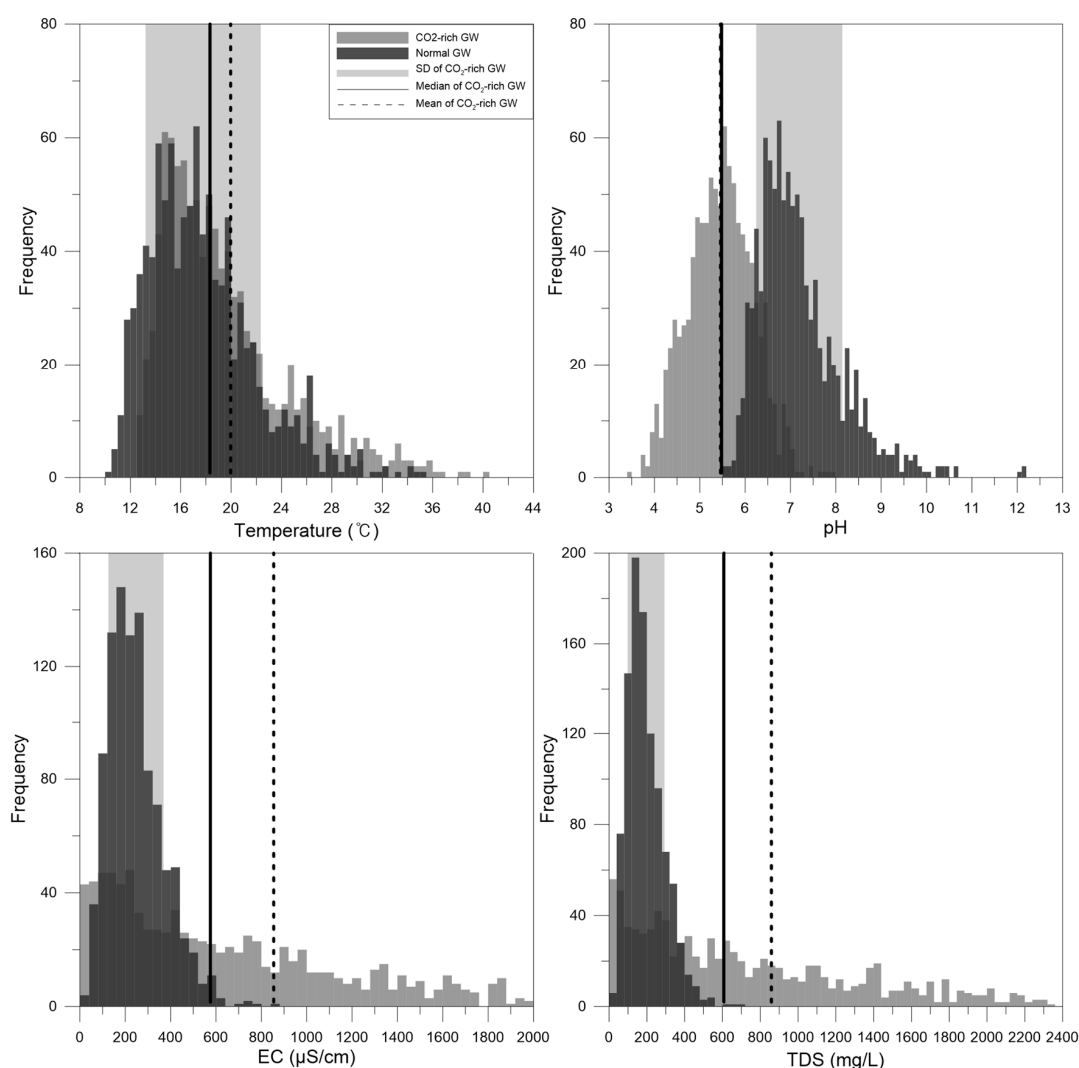 80
60
40
20
0
Frequency
CO2-rich GW
Normal GW
SD of CO₂-rich GW
Median of CO₂-rich GW
Mean of CO₂-rich GW
8 12 16 20 24 28 32 36 40 44
Temperature (℃)
80
60
40
20
0
Frequency
3 4 5 6 7 8 9 10 11 12 13
pH
160
120
80
40
0
Frequency
0 200 400 600 800 1000 1200 1400 1600 1800 2000
EC (µS/cm)
200
160
120
80
40
0
Frequency
0 200 400 600 800 1000 1200 1400 1600 1800 2000 2200 2400
TDS (mg/L)